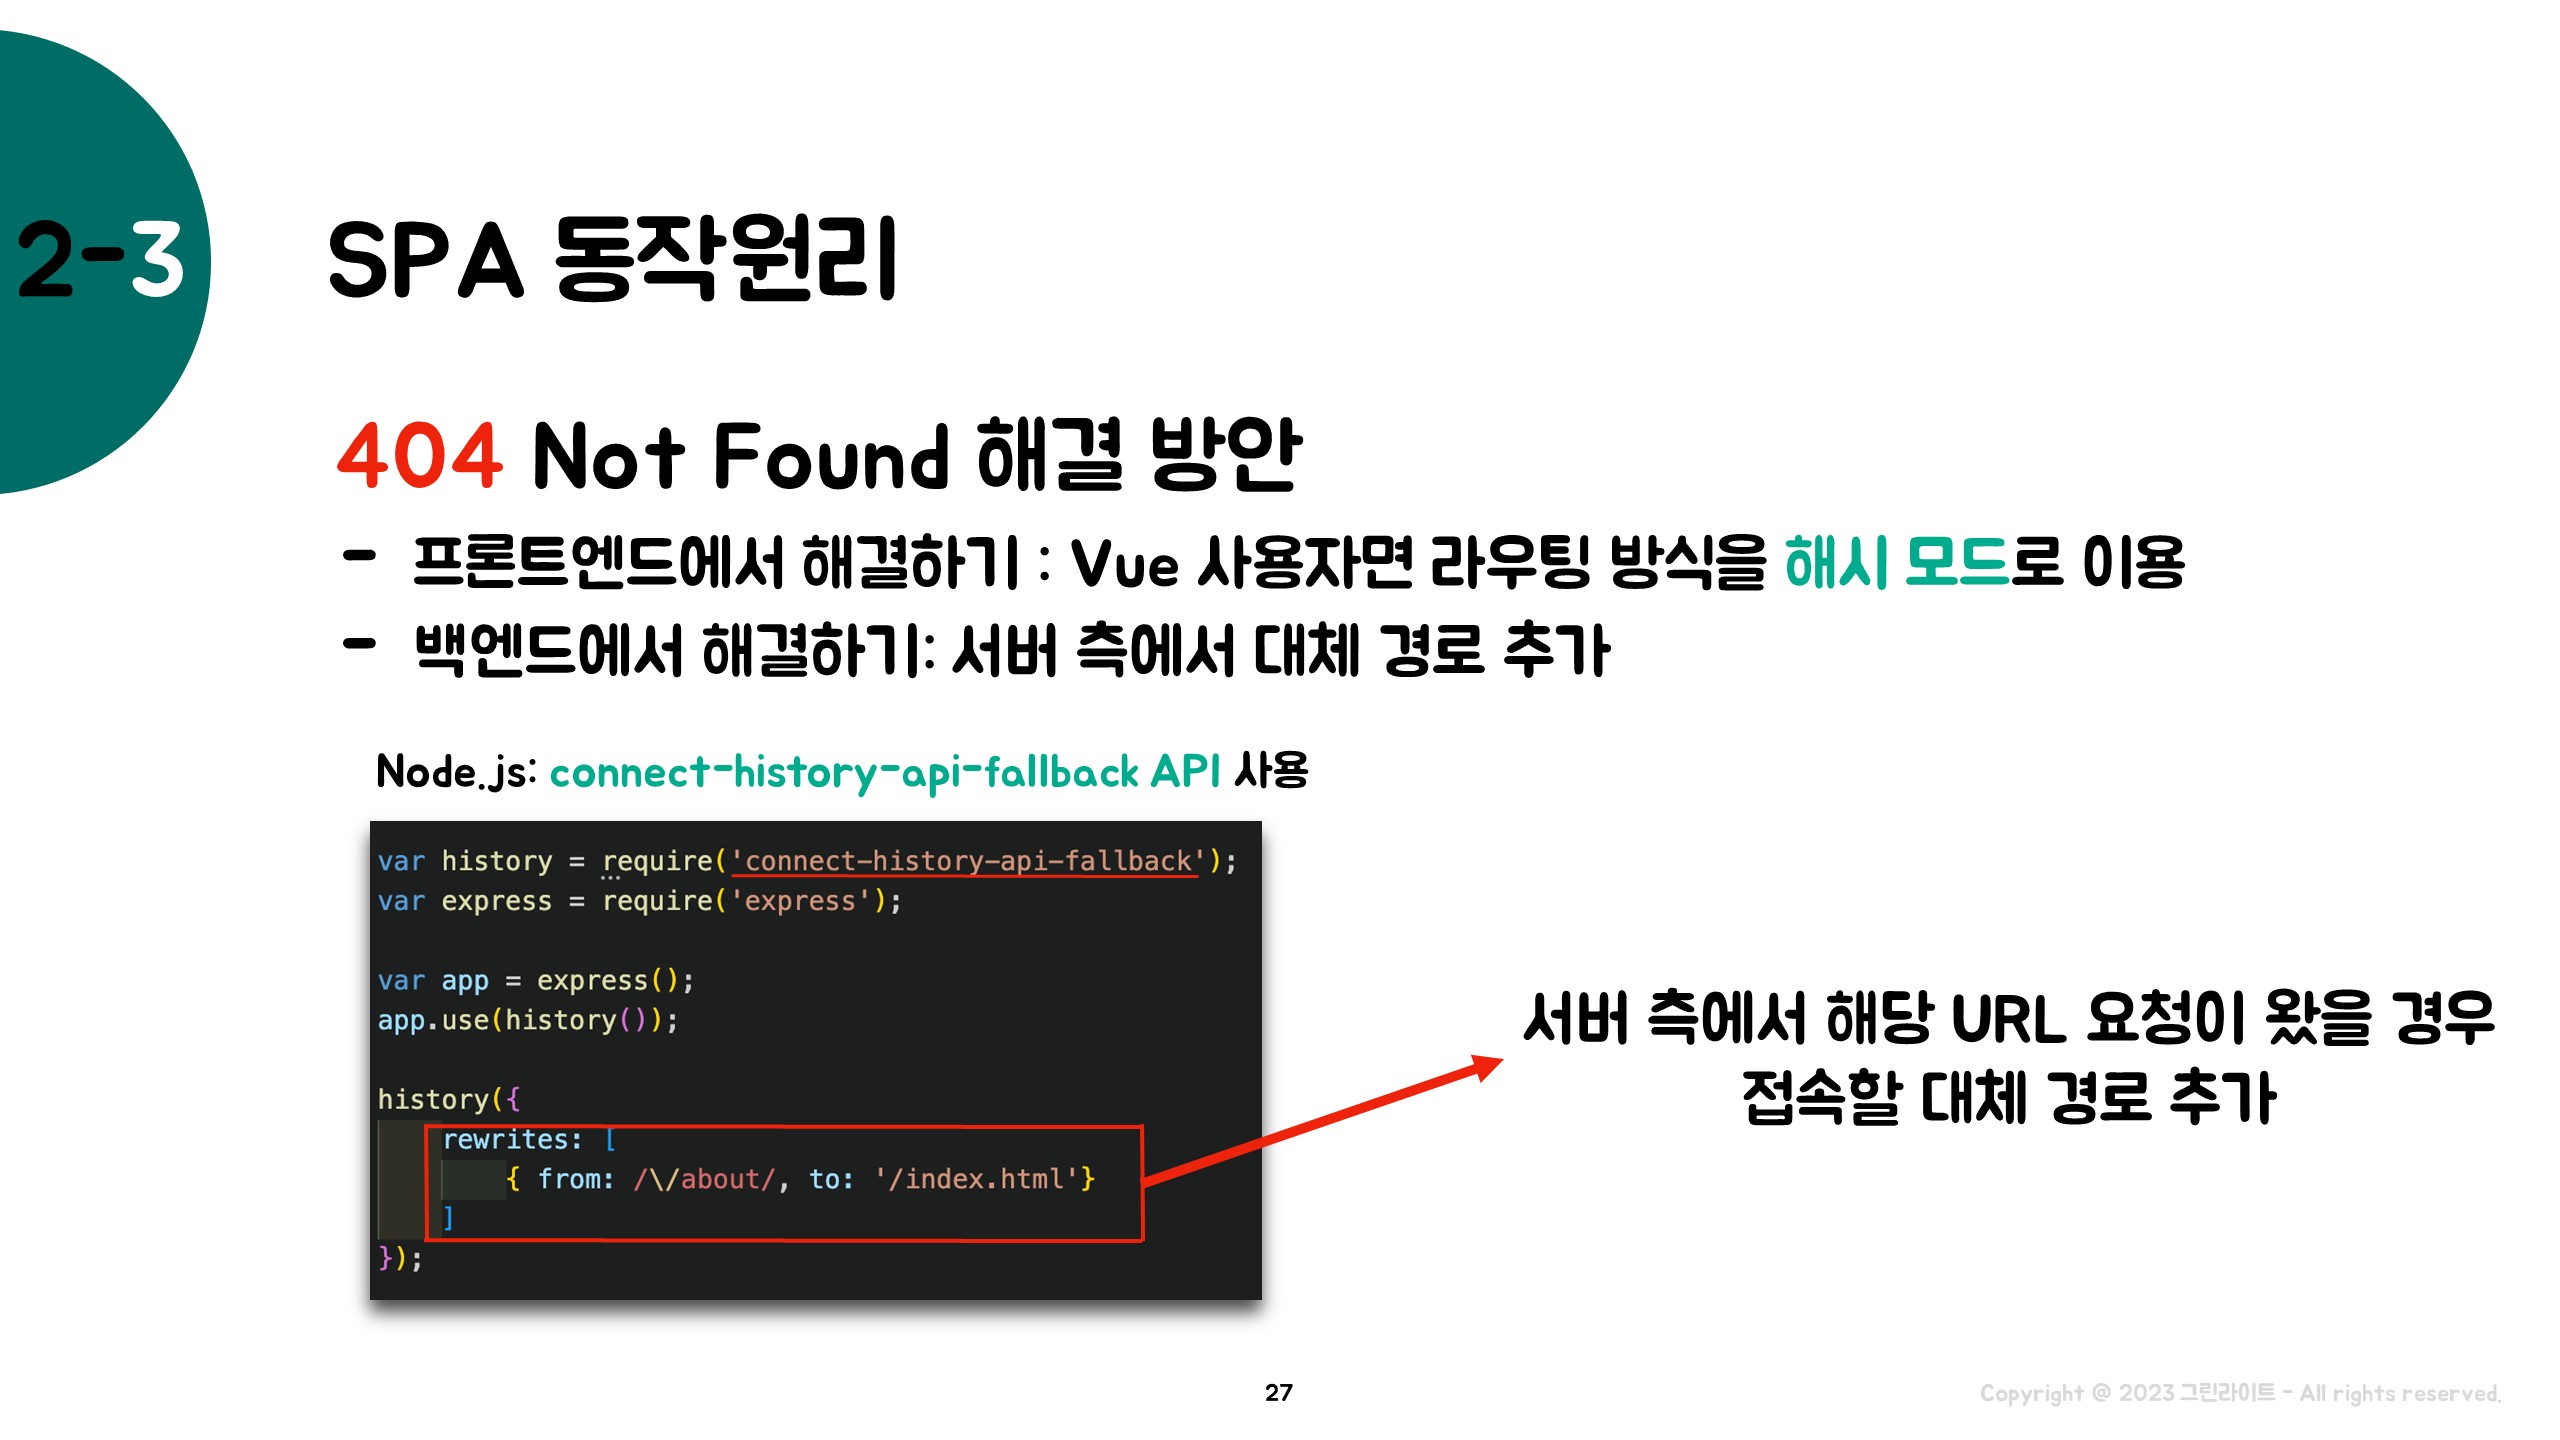 2-3
SPA 동작원리
404 Not Found 해결 방안
- 프론트엔드에서 해결하기 : Vue 사용자면 라우팅 방식을 해시 모드로 이용
- 백엔드에서 해결하기: 서버 측에서 대체 경로 추가
Node.js: connect-history-api-fallback API 사용
var history = require('connect-history-api-fallback');
var express = require('express');
var app = express();
app.use(history());
history({
rewrites: [
{ from: /\/about/, to: '/index.html'}
]
});
서버 측에서 해당 URL 요청이 왔을 경우
접속할 대체 경로 추가
27
Copyright @ 2023 그린라이트 - All rights reserved.